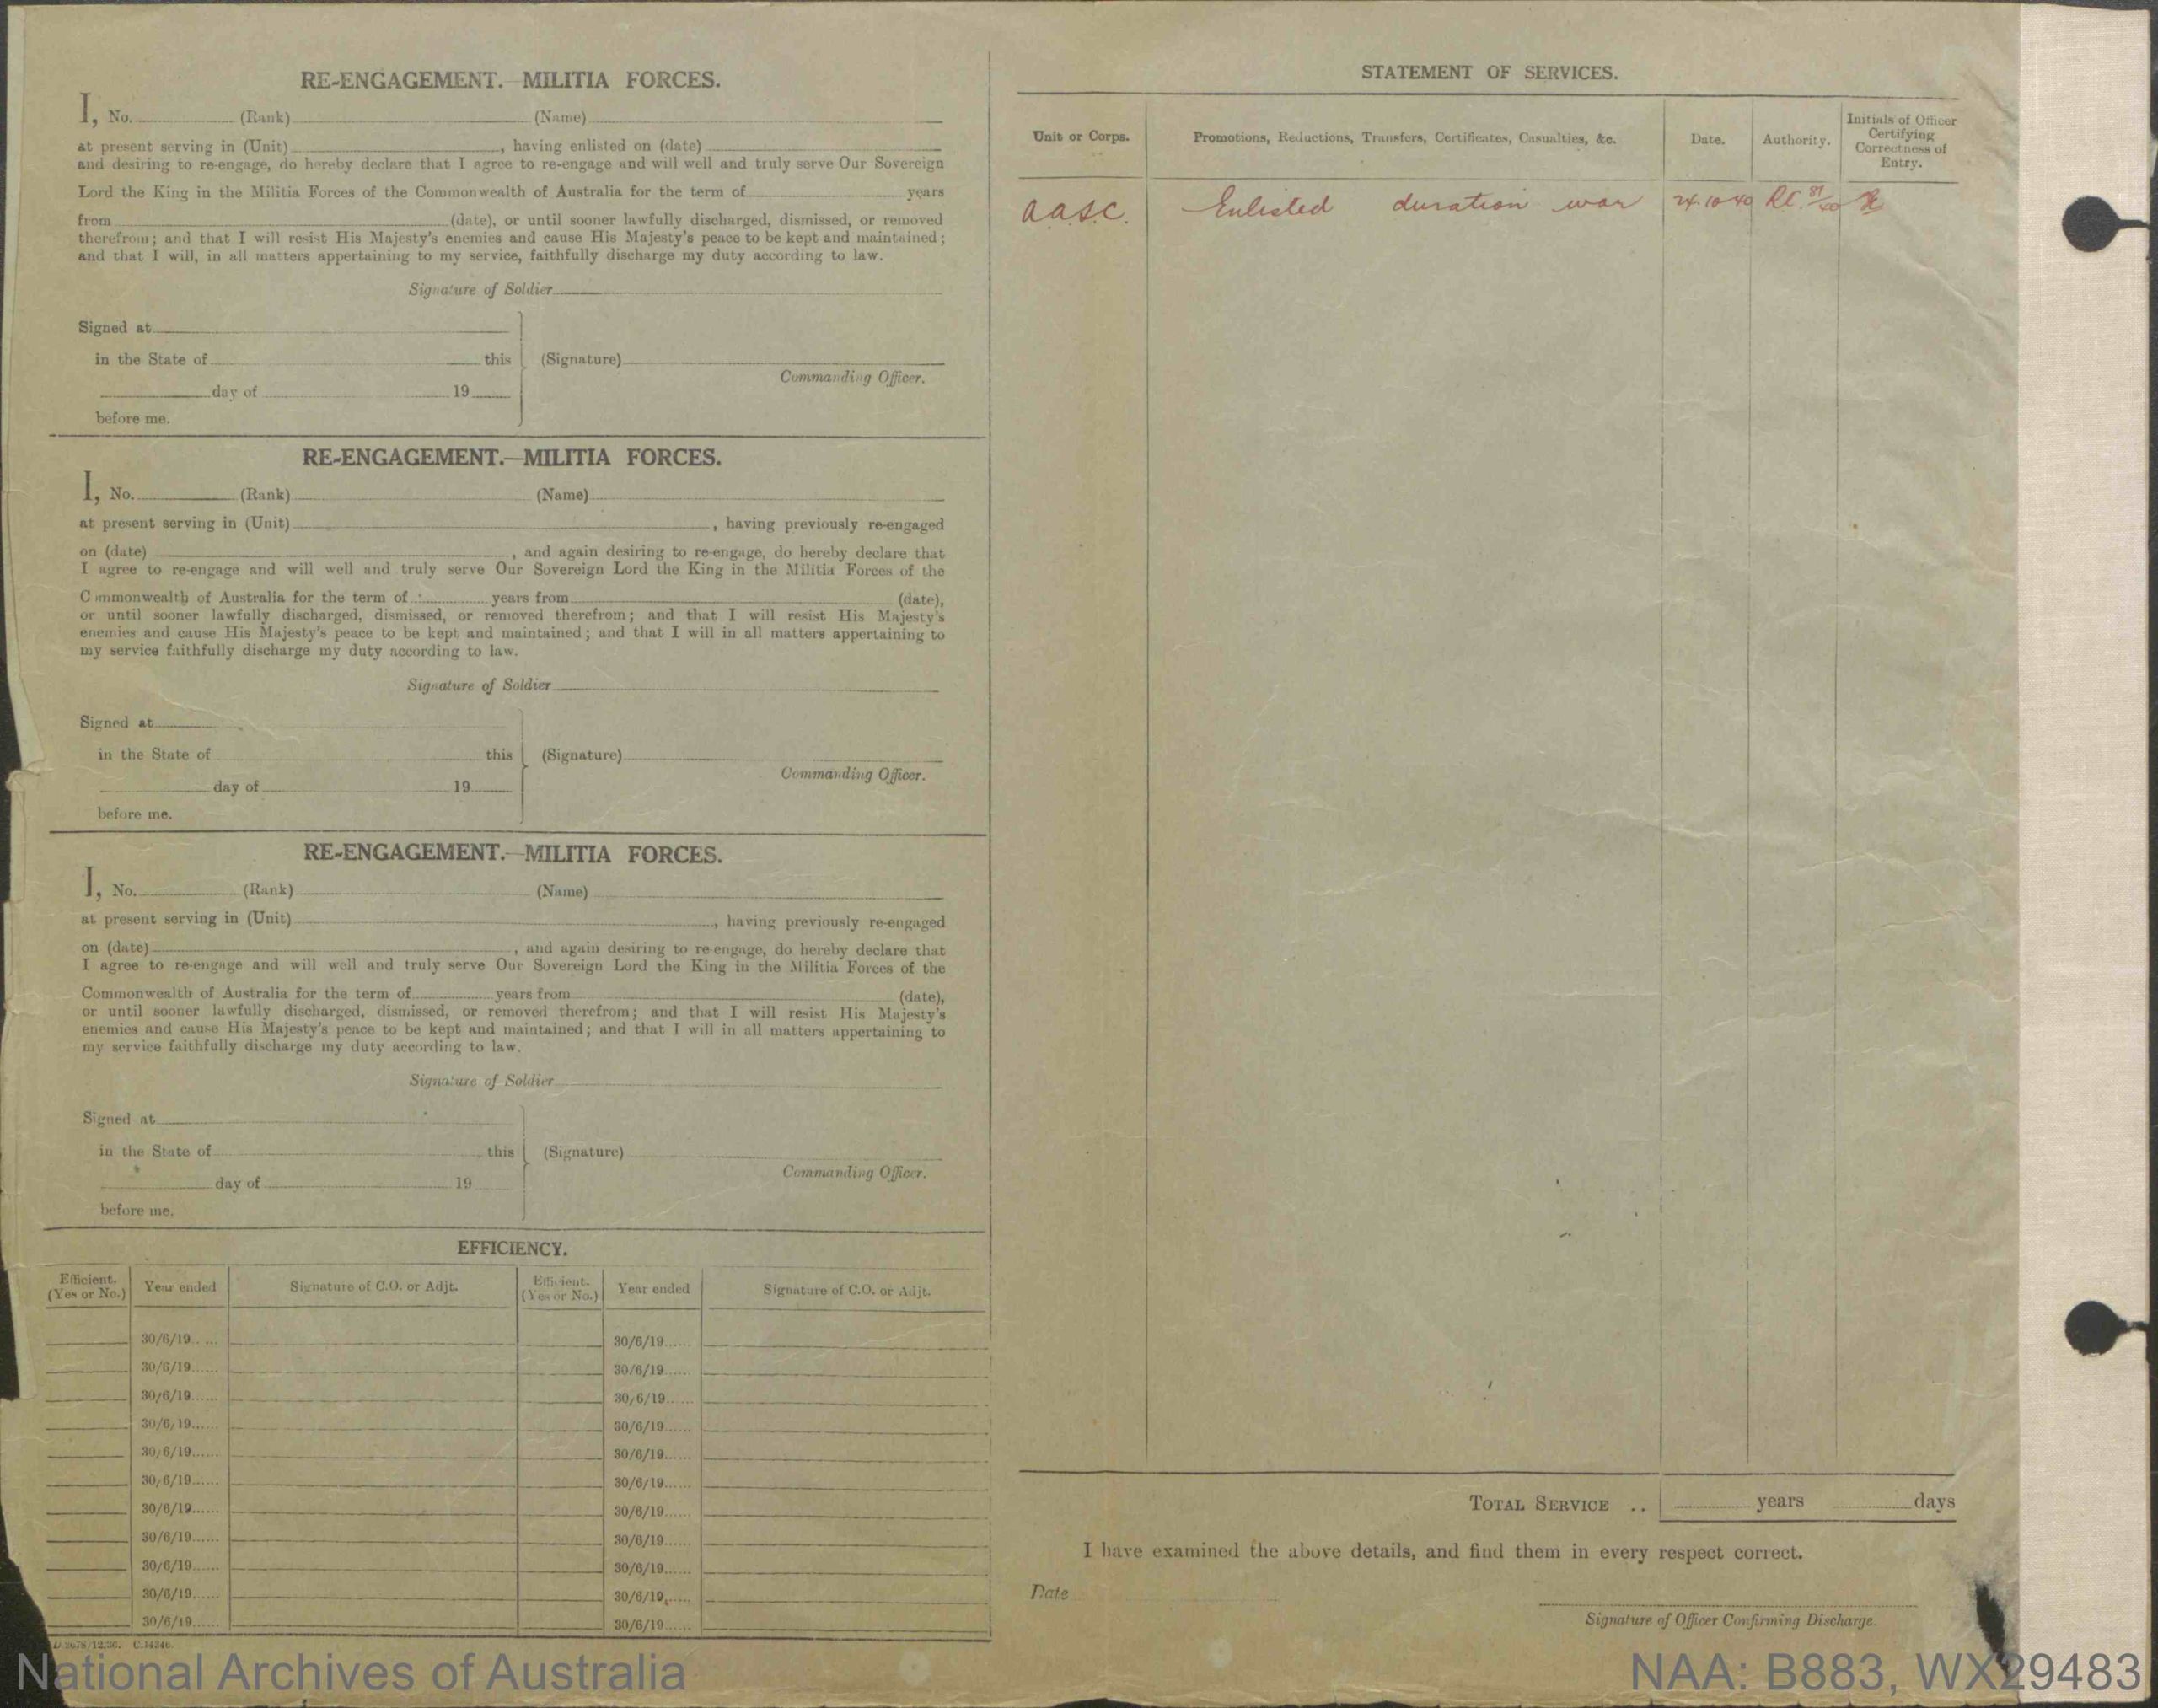 RE-ENGAGEMENT.—MILITIA FORCES.
I, No. (Rank) (Name)
at present serving in (Unit) , having enlisted on (date)
and desiring to re-engage, do hereby declare that I agree to re-engage and will well and truly serve Our Sovereign
Lord the King in the Militia Forces of the Commonwealth of Australia for the term of years
from (date), or until sooner lawfully discharged, dismissed, or removed
therefrom; and that I will resist His Majesty's enemies and cause His Majesty's peace to be kept and maintained;
and that I will, in all matters appertaining to my service, faithfully discharge my duty according to law.
Signature of Soldier
Signed at
in the State of this (Signature)
Commanding Officer.
day of 19
before me.
RE-ENGAGEMENT.—MILITIA FORCES.
I, No. (Rank) (Name)
at present serving in (Unit) , having previously re-engaged
on (date) , and again desiring to re-engage, do hereby declare that
I agree to re-engage and will well and truly serve Our Sovereign Lord the King in the Militia Forces of the
Commonwealth of Australia for the term of years from (date),
or until sooner lawfully discharged, dismissed, or removed therefrom; and that I will resist His Majesty's
enemies and cause His Majesty's peace to be kept and maintained; and that I will in all matters appertaining to
my service faithfully discharge my duty according to law.
Signature of Soldier
Signed at
in the State of this (Signature)
Commanding Officer.
day of 19
before me.
RE-ENGAGEMENT.—MILITIA FORCES.
I, No. (Rank) (Name)
at present serving in (Unit) , having previously re-engaged
on (date) , and again desiring to re-engage, do hereby declare that
I agree to re-engage and will well and truly serve Our Sovereign Lord the King in the Militia Forces of the
Commonwealth of Australia for the term of years from (date),
or until sooner lawfully discharged, dismissed, or removed therefrom; and that I will resist His Majesty's
enemies and cause His Majesty's peace to be kept and maintained; and that I will in all matters appertaining to
my service faithfully discharge my duty according to law.
Signature of Soldier
Signed at
in the State of this (Signature)
Commanding Officer.
day of 19
before me.
EFFICIENCY.
Efficient. (Yes or No.) Year ended Signature of C.O. or Adjt. Efficient. (Yes or No.) Year ended Signature of C.O. or Adjt.
30/6/19...... 30/6/19......
30/6/19...... 30/6/19......
30/6/19...... 30/6/19......
30/6/19...... 30/6/19......
30/6/19...... 30/6/19......
30/6/19...... 30/6/19......
30/6/19...... 30/6/19......
30/6/19...... 30/6/19......
30/6/19...... 30/6/19......
30/6/19...... 30/6/19......
30/6/19...... 30/6/19......
C.14346.
STATEMENT OF SERVICES.
Unit or Corps. Promotions, Reductions, Transfers, Certificates, Casualties, &c. Date. Authority. Initials of Officer Certifying Correctness of Entry.
A.A.S.C. Enlisted duration war 24.10.40
TOTAL SERVICE .. years days
I have examined the above details, and find them in every respect correct.
Date
Signature of Officer Confirming Discharge.
National Archives of Australia
NAA: B883, WX29483